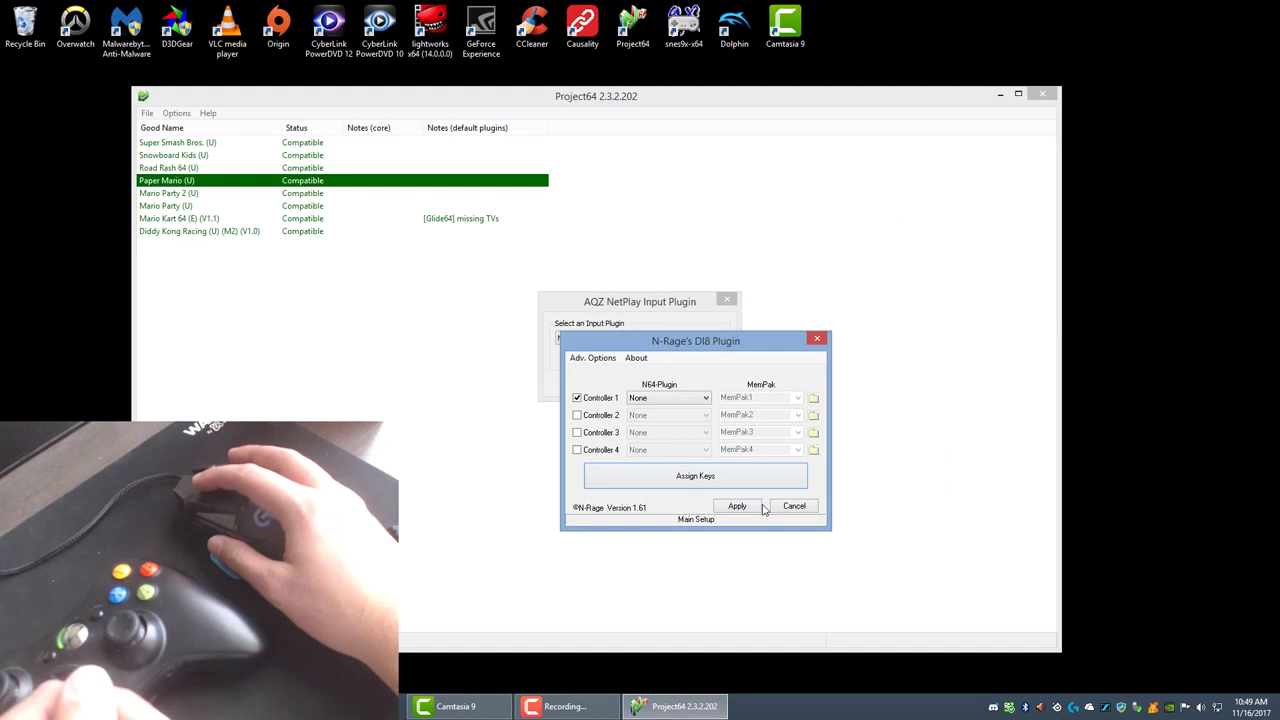 Recycle Bin
Overwatch
Malwarebyt...
Anti-Malware
D3DGear
VLC media
player
Origin
CyberLink
PowerDVD 12
CyberLink
PowerDVD 10
lightworks
x64 (14.0.0.0)
GeForce
Experience
CCleaner
Causality
Project64
snes9x-x64
Dolphin
Camtasia 9
Project64 2.3.2.202
File Options Help
Good Name Status Notes (core) Notes (default plugins)
Super Smash Bros. (U) Compatible
Snowboard Kids (U) Compatible
Road Rash 64 (U) Compatible
Paper Mario (U) Compatible
Mario Party 2 (U) Compatible
Mario Party (U) Compatible
Mario Kart 64 (E) (V1.1) Compatible [Glide64] missing TVs
Diddy Kong Racing (U) (M2) (V1.0) Compatible
AQZ NetPlay Input Plugin
Select an Input Plugin
N-Rage's DI8 Plugin
Adv. Options About
N64-Plugin MemPak
Controller 1 None MemPak1
Controller 2 None MemPak2
Controller 3 None MemPak3
Controller 4 None MemPak4
Assign Keys
©N-Rage Version 1.61 Apply Cancel
Main Setup
Camtasia 9
Recording...
Project64 2.3.2.202
10:49 AM
11/16/2017